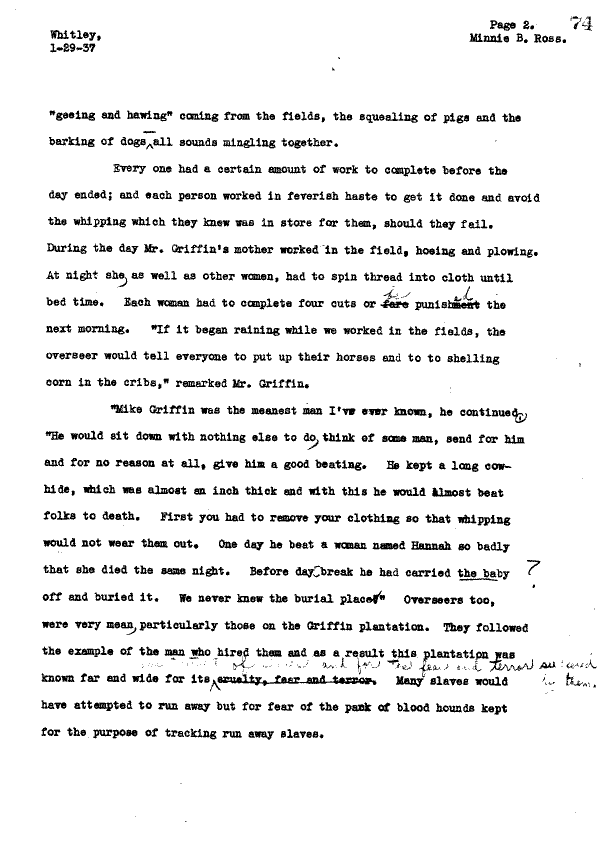 Page 2. 74
Whitley, Minnie B. Ross.
1-29-37
"geeing and hawing" coming from the fields, the squealing of pigs and the
barking of dogs all sounds mingling together.
Every one had a certain amount of work to complete before the
day ended; and each person worked in feverish haste to get it done and avoid
the whipping which they knew was in store for them, should they fail.
During the day Mr. Griffin's mother worked in the field, hoeing and plowing.
At night she, as well as other women, had to spin thread into cloth until
bed time. Each woman had to complete four cuts or be punished the
next morning. "If it began raining while we worked in the fields, the
overseer would tell everyone to put up their horses and to to shelling
corn in the cribs," remarked Mr. Griffin.
"Mike Griffin was the meanest man I've ever known, he continued,
"He would sit down with nothing else to do, think of some man, send for him
and for no reason at all, give him a good beating. He kept a long cow-
hide, which was almost an inch thick and with this he would almost beat
folks to death. First you had to remove your clothing so that whipping
would not wear them out. One day he beat a woman named Hannah so badly
that she died the same night. Before day break he had carried the baby ?
off and buried it. We never knew the burial place" Overseers too,
were very mean, particularly those on the Griffin plantation. They followed
the example of the man who hired them and as a result this plantation was
of and for the fear and terror
known far and wide for its cruelty, fear and terror. Many slaves would in them.
have attempted to run away but for fear of the pack of blood hounds kept
for the purpose of tracking run away slaves.